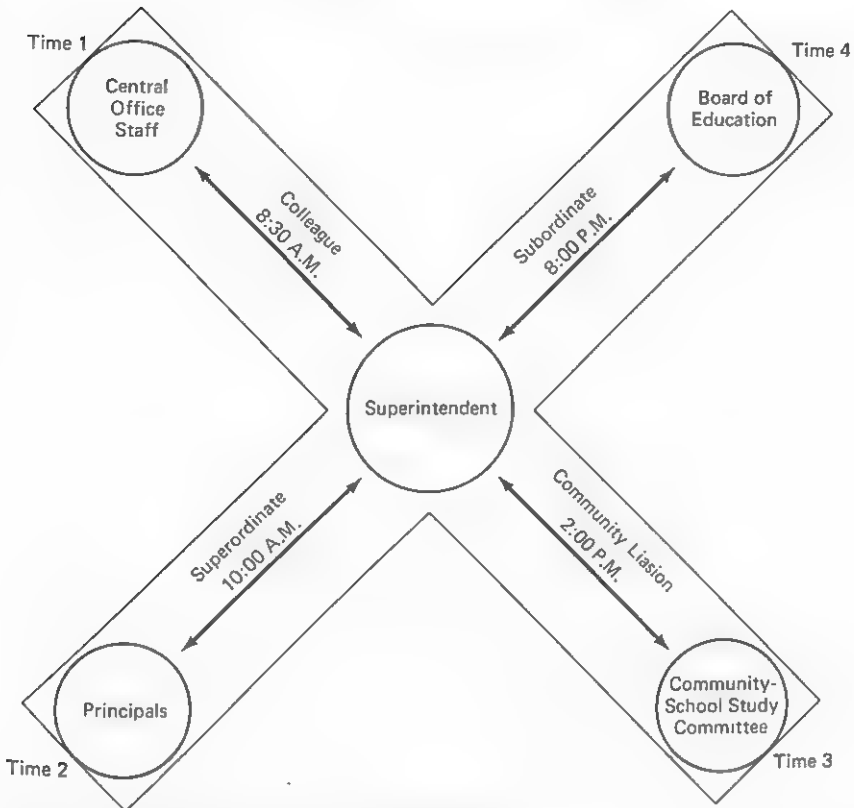 Time 1
Central
Office
Staff
Time 4
Board of
Education
Colleague
8:30 A.M.
Subordinate
8:00 P.M.
Superintendent
Superordinate
10:00 A.M.
Community Liasion
2:00 P.M.
Principals
Time 2
Community-
School Study
Committee
Time 3